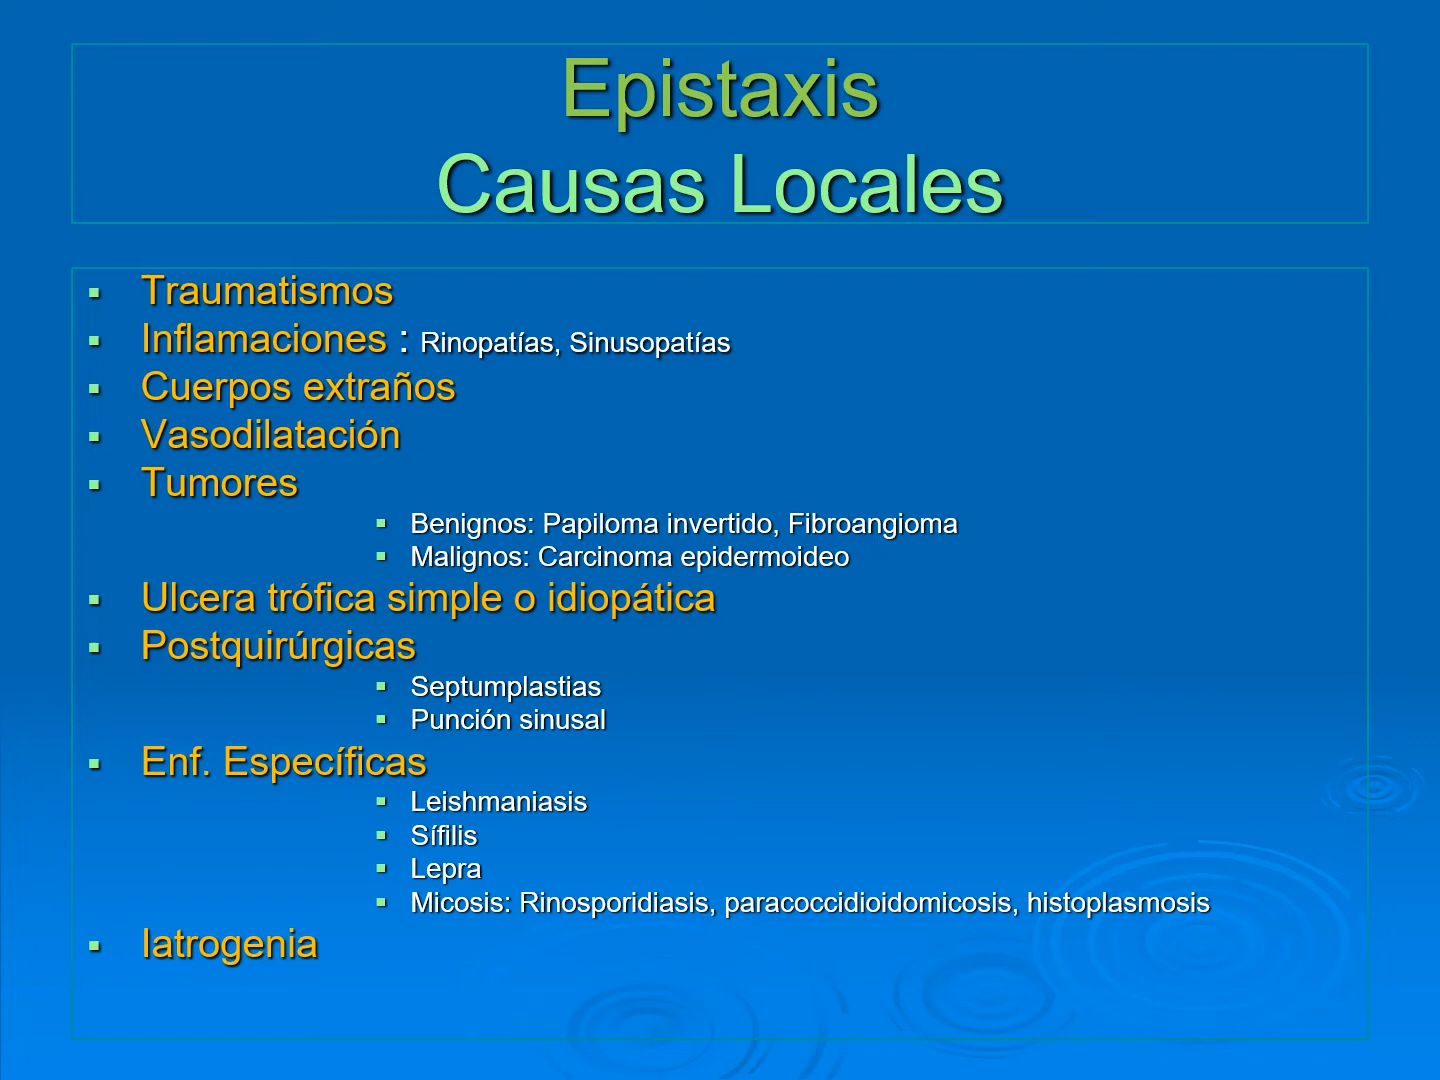 Epistaxis
Causas Locales
▪ Traumatismos
▪ Inflamaciones : Rinopatías, Sinusopatías
▪ Cuerpos extraños
▪ Vasodilatación
▪ Tumores
▪ Benignos: Papiloma invertido, Fibroangioma
▪ Malignos: Carcinoma epidermoideo
▪ Ulcera trófica simple o idiopática
▪ Postquirúrgicas
▪ Septumplastias
▪ Punción sinusal
▪ Enf. Específicas
▪ Leishmaniasis
▪ Sífilis
▪ Lepra
▪ Micosis: Rinosporidiasis, paracoccidioidomicosis, histoplasmosis
▪ Iatrogenia